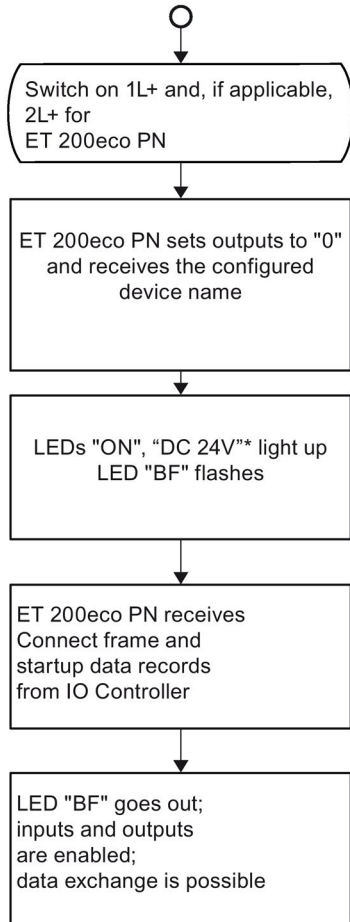 Switch on 1L+ and, if applicable,
2L+ for
ET 200eco PN
ET 200eco PN sets outputs to "0"
and receives the configured
device name
LEDs "ON", “DC 24V”* light up
LED "BF" flashes
ET 200eco PN receives
Connect frame and
startup data records
from IO Controller
LED "BF" goes out;
inputs and outputs
are enabled;
data exchange is possible